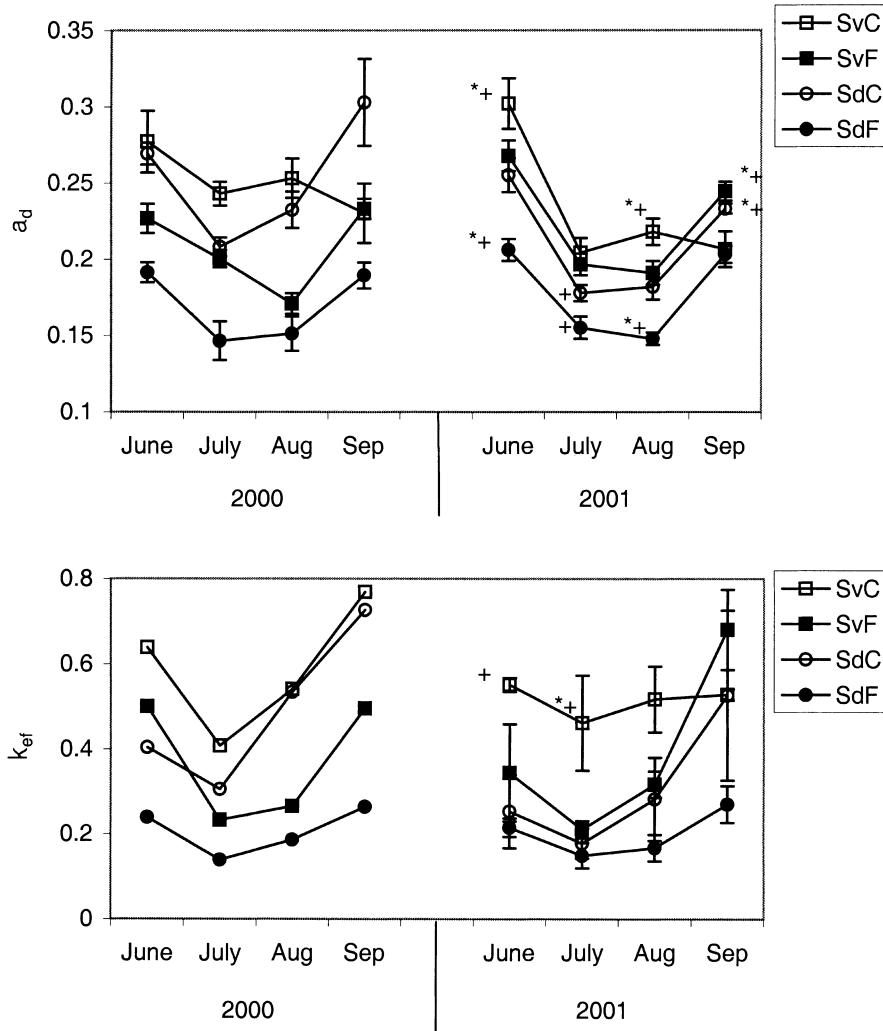 0.35
0.3
0.25
0.2
0.15
0.1
a_d
*+
*+
+
+
*+
*+
*+
*+
SvC
SvF
SdC
SdF
June July Aug Sep June July Aug Sep
2000 2001
0.8
0.6
0.4
0.2
0
k_ef
+
*+
SvC
SvF
SdC
SdF
June July Aug Sep June July Aug Sep
2000 2001